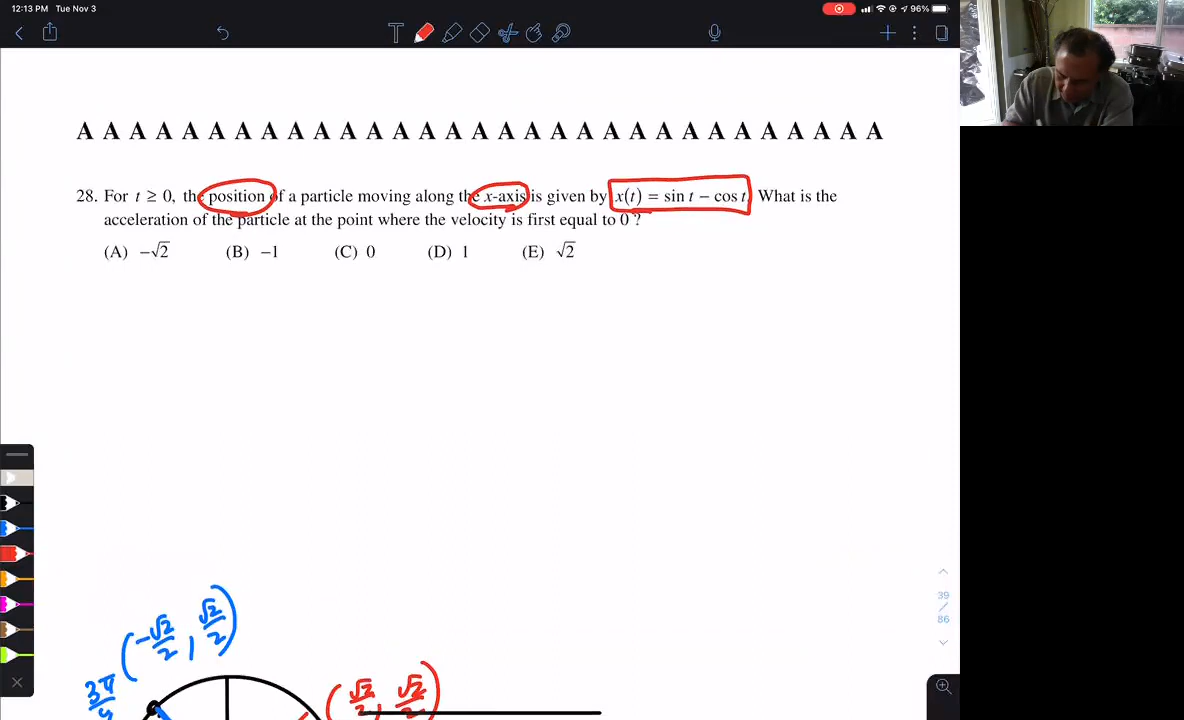 12:13 PM Tue Nov 3
96%
A A A A A A A A A A A A A A A A A A A A A A A A A A A A A A A
28. For t ≥ 0, the position of a particle moving along the x-axis is given by x(t) = sin t − cos t. What is the
acceleration of the particle at the point where the velocity is first equal to 0 ?
(A) −√2 (B) −1 (C) 0 (D) 1 (E) √2
39
/
86
(−√2/2, √2/2)
3π/4
(√2/2, √2/2)